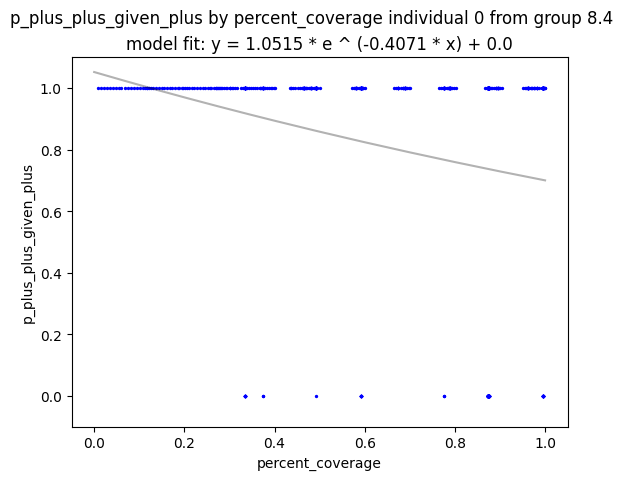 p_plus_plus_given_plus by percent_coverage individual 0 from group 8.4
model fit: y = 1.0515 * e ^ (-0.4071 * x) + 0.0
1.0
0.8
0.6
0.4
0.2
0.0
p_plus_plus_given_plus
0.0 0.2 0.4 0.6 0.8 1.0
percent_coverage